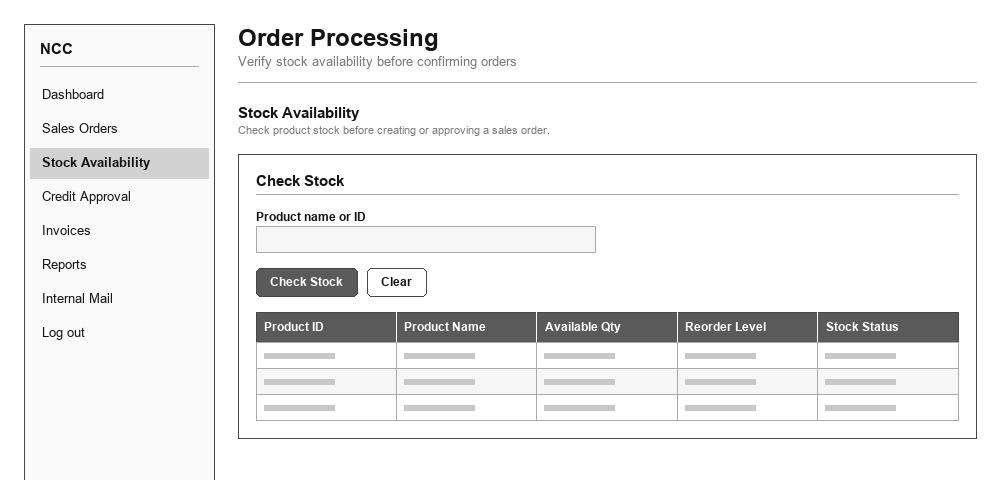 NCC
Dashboard
Sales Orders
Stock Availability
Credit Approval
Invoices
Reports
Internal Mail
Log out
Order Processing
Verify stock availability before confirming orders
Stock Availability
Check product stock before creating or approving a sales order.
Check Stock
Product name or ID
Check Stock Clear
Product ID Product Name Available Qty Reorder Level Stock Status